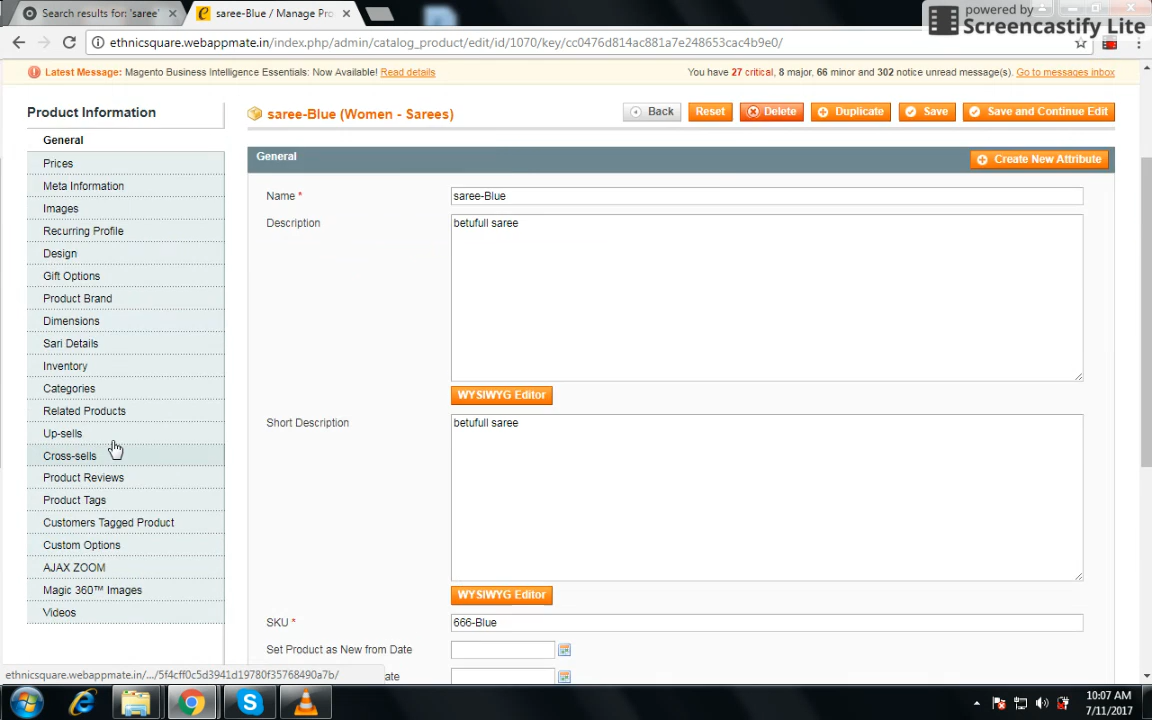 Search results for: 'saree'
saree-Blue / Manage Pro
powered by
Screencastify Lite
ethnicsquare.webappmate.in/index.php/admin/catalog_product/edit/id/1070/key/cc0476d814ac881a7e248653cac4b9e0/
Latest Message: Magento Business Intelligence Essentials: Now Available! Read details
You have 27 critical, 8 major, 66 minor and 302 notice unread message(s). Go to messages inbox
Product Information
saree-Blue (Women - Sarees)
Back
Reset
Delete
Duplicate
Save
Save and Continue Edit
General
Prices
Meta Information
Images
Recurring Profile
Design
Gift Options
Product Brand
Dimensions
Sari Details
Inventory
Categories
Related Products
Up-sells
Cross-sells
Product Reviews
Product Tags
Customers Tagged Product
Custom Options
AJAX ZOOM
Magic 360™ Images
Videos
General
Create New Attribute
Name *
saree-Blue
Description
betufull saree
WYSIWYG Editor
Short Description
betufull saree
WYSIWYG Editor
SKU *
666-Blue
Set Product as New from Date
ate
ethnicsquare.webappmate.in/.../5f4cff0c5d3941d19780f35768490a7b/
10:07 AM
7/11/2017